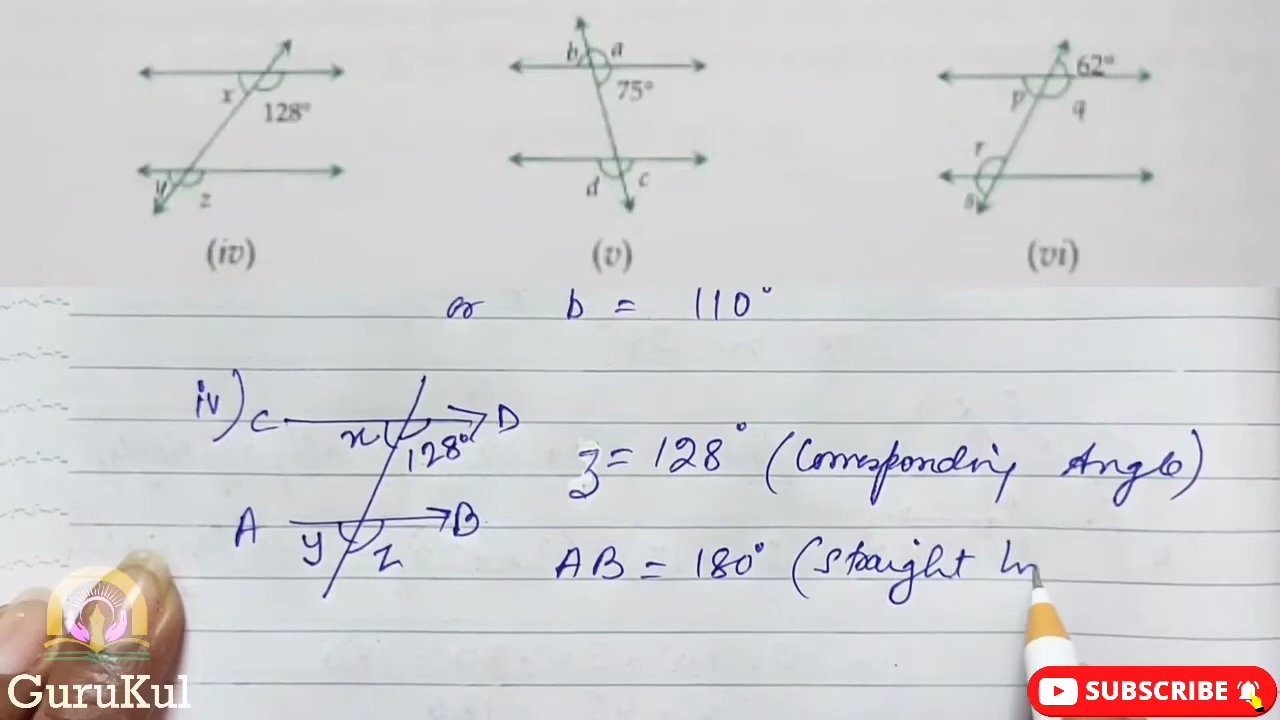 b a 62°
x 128° 75° p q
r
y z d c s
(iv) (v) (vi)
or b = 110°
iv) C D
x 128° z = 128° (Corresponding Angle)
A B
y z AB = 180° (Straight
GuruKul
SUBSCRIBE